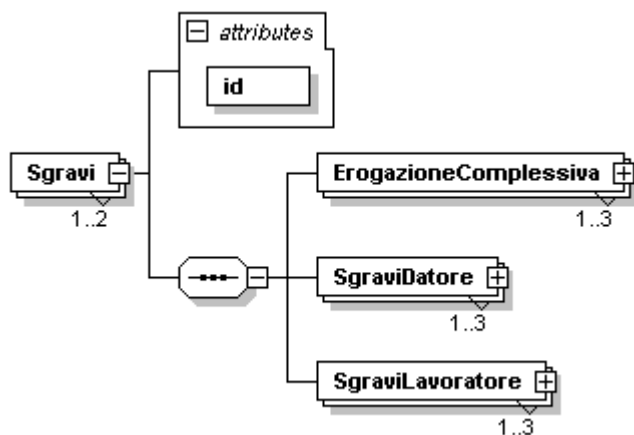 attributes
id
Sgravi
1..2
ErogazioneComplessiva
1..3
SgraviDatore
1..3
SgraviLavoratore
1..3